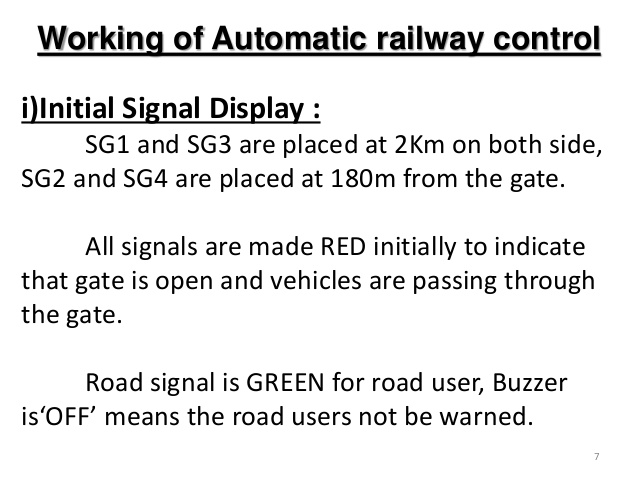 Working of Automatic railway control
i)Initial Signal Display :
SG1 and SG3 are placed at 2Km on both side,
SG2 and SG4 are placed at 180m from the gate.
All signals are made RED initially to indicate
that gate is open and vehicles are passing through
the gate.
Road signal is GREEN for road user, Buzzer
is‘OFF’ means the road users not be warned.
7